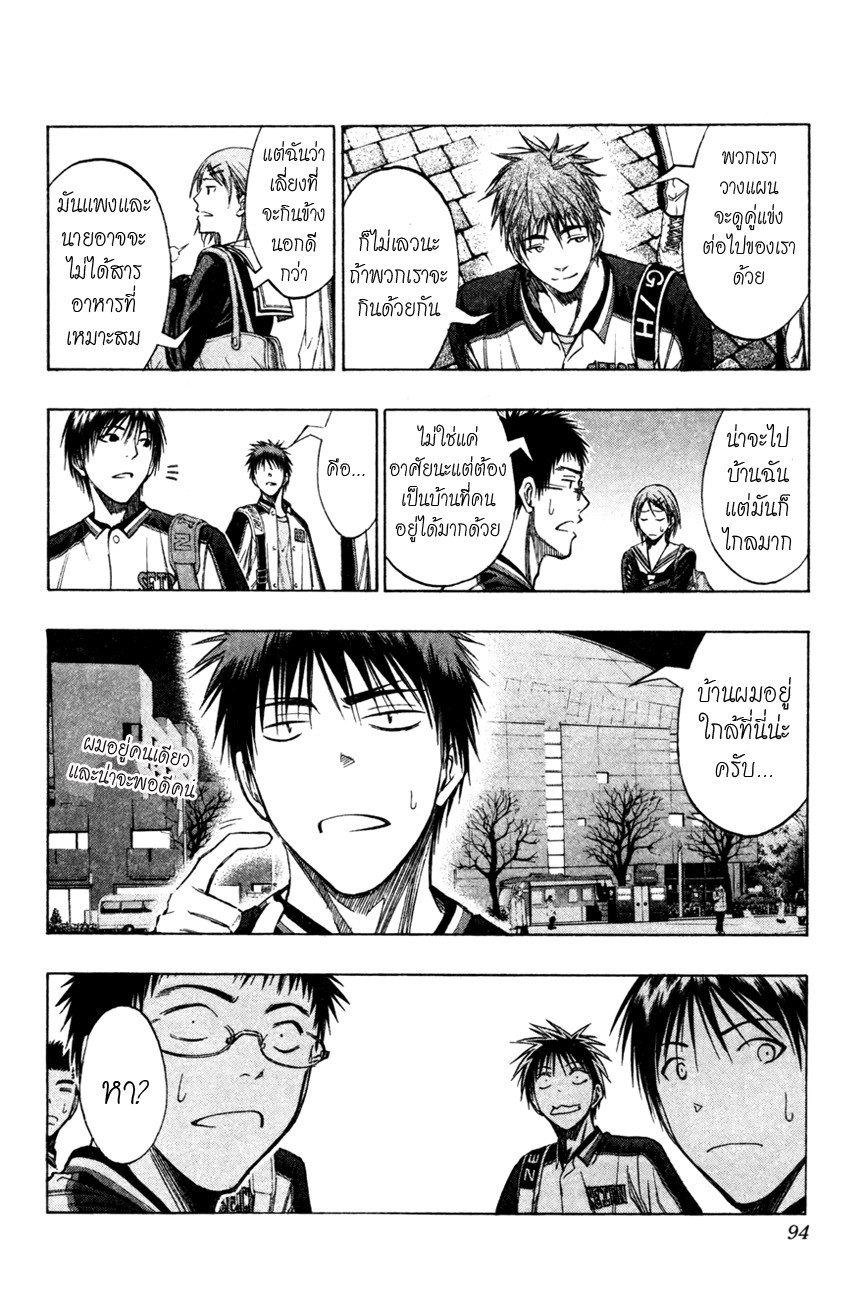 พวกเรา
วางแผน
จะดูคู่แข่ง
ต่อไปของเรา
ด้วย
ก็ไม่เลวนะ
ถ้าพวกเราจะ
กินด้วยกัน
G/H
แต่ฉันว่า
เลี่ยงที่
จะกินข้าง
นอกดี
กว่า
มันแพงและ
นายอาจจะ
ไม่ได้สาร
อาหารที่
เหมาะสม
น่าจะไป
บ้านฉัน
แต่มันก็
ไกลมาก
ไม่ใช่แค่
อาศัยนะแต่ต้อง
เป็นบ้านที่คน
อยู่ได้มากด้วย
คือ...
บ้านผมอยู่
ใกล้ที่นี่น่ะ
ครับ...
ผมอยู่คนเดียว
และน่าจะพอดีคน
หา?
94